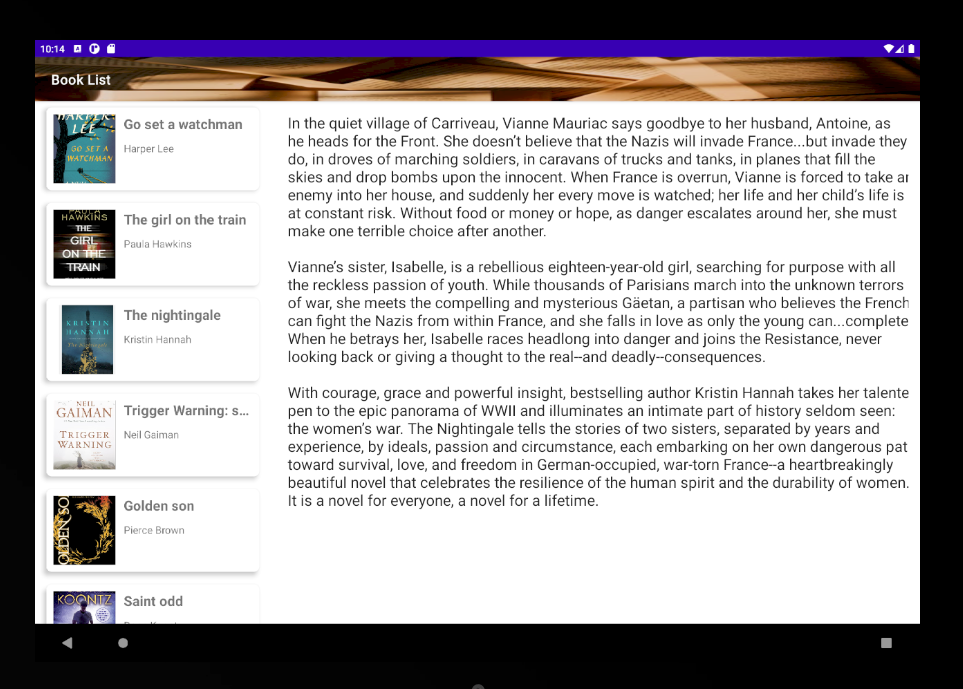 10:14
Book List
HARPER
LEE
GO SET A
WATCHMAN
Go set a watchman
Harper Lee
PAULA
HAWKINS
THE
GIRL
ON THE
TRAIN
The girl on the train
Paula Hawkins
KRISTIN
HANNAH
The Nightingale
The nightingale
Kristin Hannah
NEIL
GAIMAN
TRIGGER
WARNING
Trigger Warning: s...
Neil Gaiman
OLDEN SO
Golden son
Pierce Brown
KOONTZ
Saint odd
In the quiet village of Carriveau, Vianne Mauriac says goodbye to her husband, Antoine, as
he heads for the Front. She doesn’t believe that the Nazis will invade France...but invade they
do, in droves of marching soldiers, in caravans of trucks and tanks, in planes that fill the
skies and drop bombs upon the innocent. When France is overrun, Vianne is forced to take an
enemy into her house, and suddenly her every move is watched; her life and her child’s life is
at constant risk. Without food or money or hope, as danger escalates around her, she must
make one terrible choice after another.
Vianne’s sister, Isabelle, is a rebellious eighteen-year-old girl, searching for purpose with all
the reckless passion of youth. While thousands of Parisians march into the unknown terrors
of war, she meets the compelling and mysterious Gäetan, a partisan who believes the French
can fight the Nazis from within France, and she falls in love as only the young can...complete
When he betrays her, Isabelle races headlong into danger and joins the Resistance, never
looking back or giving a thought to the real--and deadly--consequences.
With courage, grace and powerful insight, bestselling author Kristin Hannah takes her talente
pen to the epic panorama of WWII and illuminates an intimate part of history seldom seen:
the women’s war. The Nightingale tells the stories of two sisters, separated by years and
experience, by ideals, passion and circumstance, each embarking on her own dangerous pat
toward survival, love, and freedom in German-occupied, war-torn France--a heartbreakingly
beautiful novel that celebrates the resilience of the human spirit and the durability of women.
It is a novel for everyone, a novel for a lifetime.